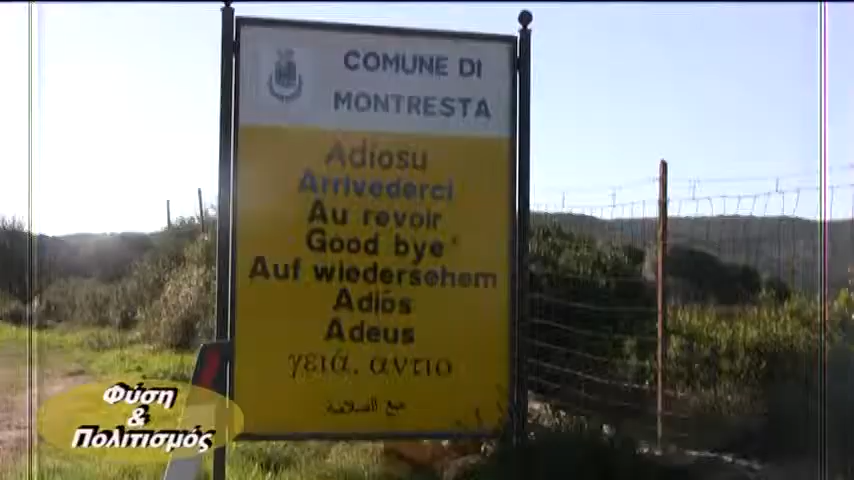 COMUNE DI
MONTRESTA
Adiosu
Arrivederci
Au revoir
Good bye
Auf wiedersehem
Adiós
Adeus
γειά. αντιο
مع السلامة
Φύση
&
Πολιτισμός